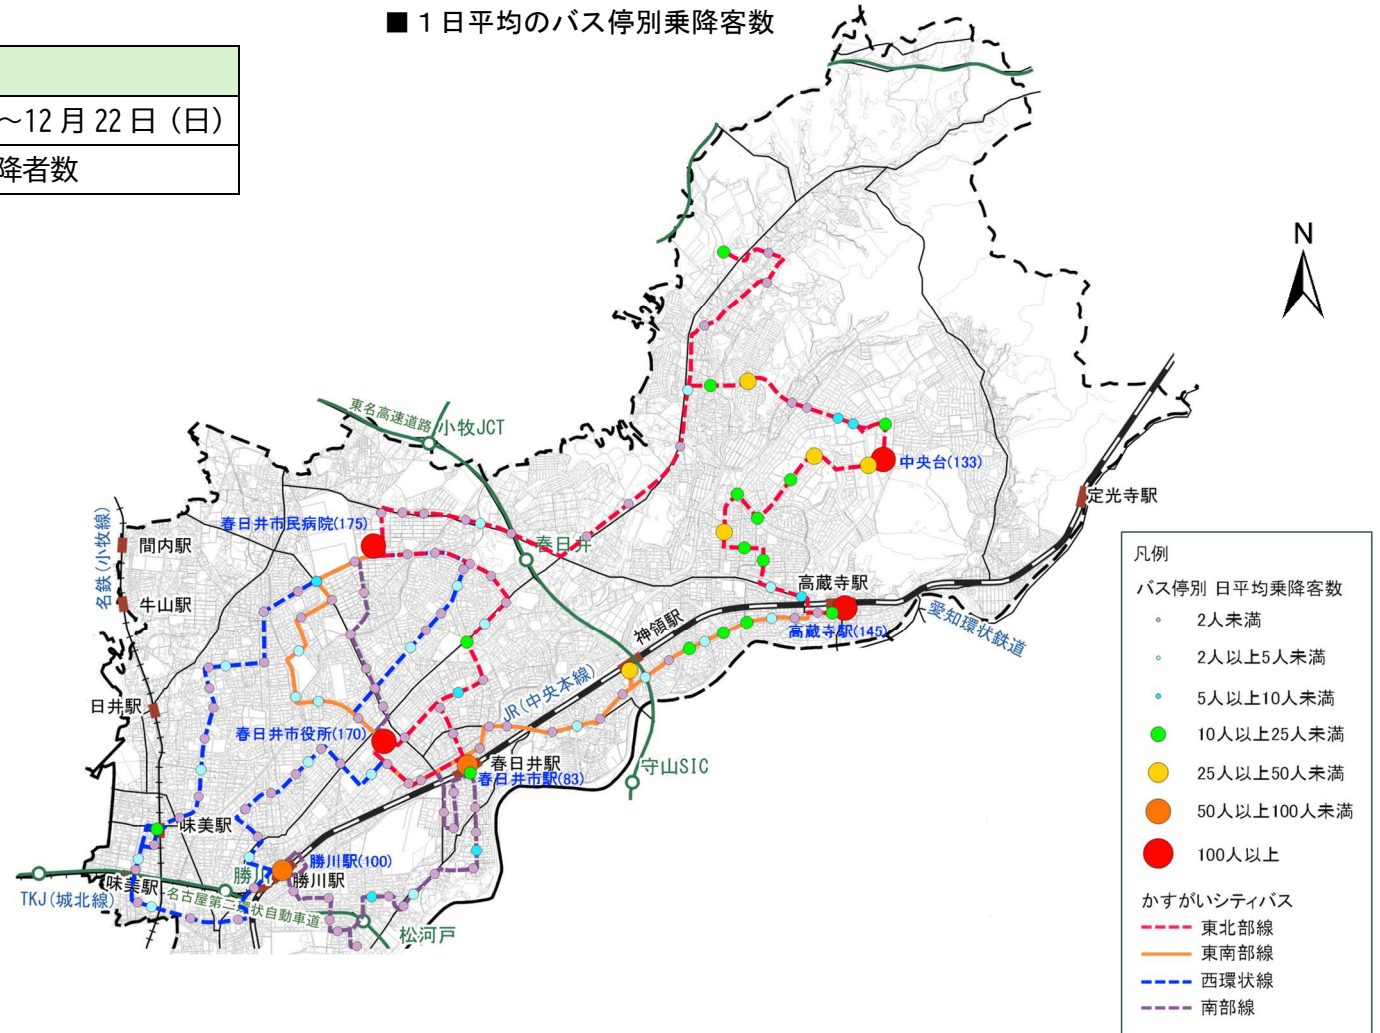 ■１日平均のバス停別乗降客数
～12月22日（日）
降者数
N
東名高速道路
小牧JCT
中央台(133)
定光寺駅
名鉄(小牧線)
間内駅
春日井市民病院(175)
春日井
牛山駅
高蔵寺駅
高蔵寺駅(145)
愛知環状鉄道
神領駅
JR(中央本線)
日井駅
春日井市役所(170)
春日井駅
春日井市駅(83)
守山SIC
味美駅
勝川駅(100)
勝川駅
勝川
味美駅
TKJ(城北線)
名古屋第二環状自動車道
松河戸
凡例
バス停別 日平均乗降客数
2人未満
2人以上5人未満
5人以上10人未満
10人以上25人未満
25人以上50人未満
50人以上100人未満
100人以上
かすがいシティバス
東北部線
東南部線
西環状線
南部線